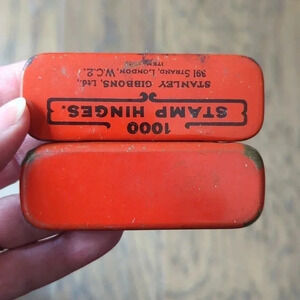 1000
STAMP HINGES.
STANLEY GIBBONS, Ltd.,
391 STRAND, LONDON, W.C.2.